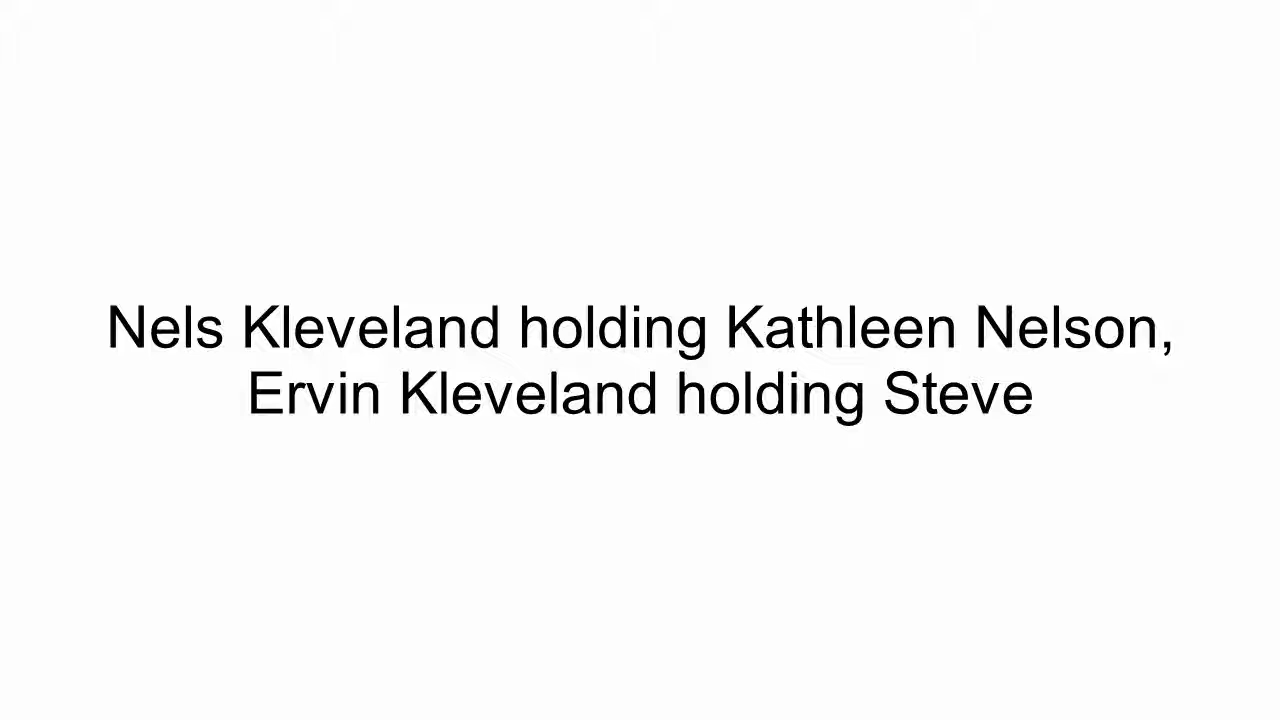 Nels Kleveland holding Kathleen Nelson,
Ervin Kleveland holding Steve